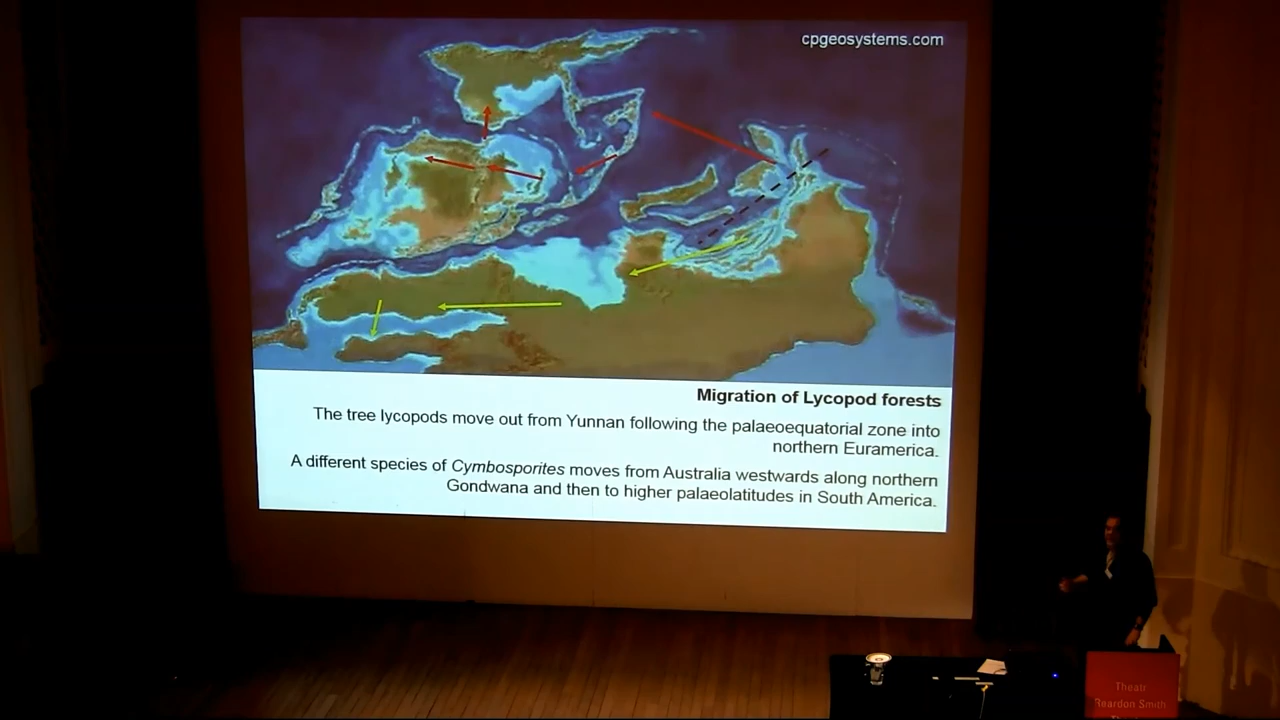 cpgeosystems.com
Migration of Lycopod forests
The tree lycopods move out from Yunnan following the palaeoequatorial zone into
northern Euramerica.
A different species of Cymbosporites moves from Australia westwards along northern
Gondwana and then to higher palaeolatitudes in South America.
Theatr
Reardon Smith